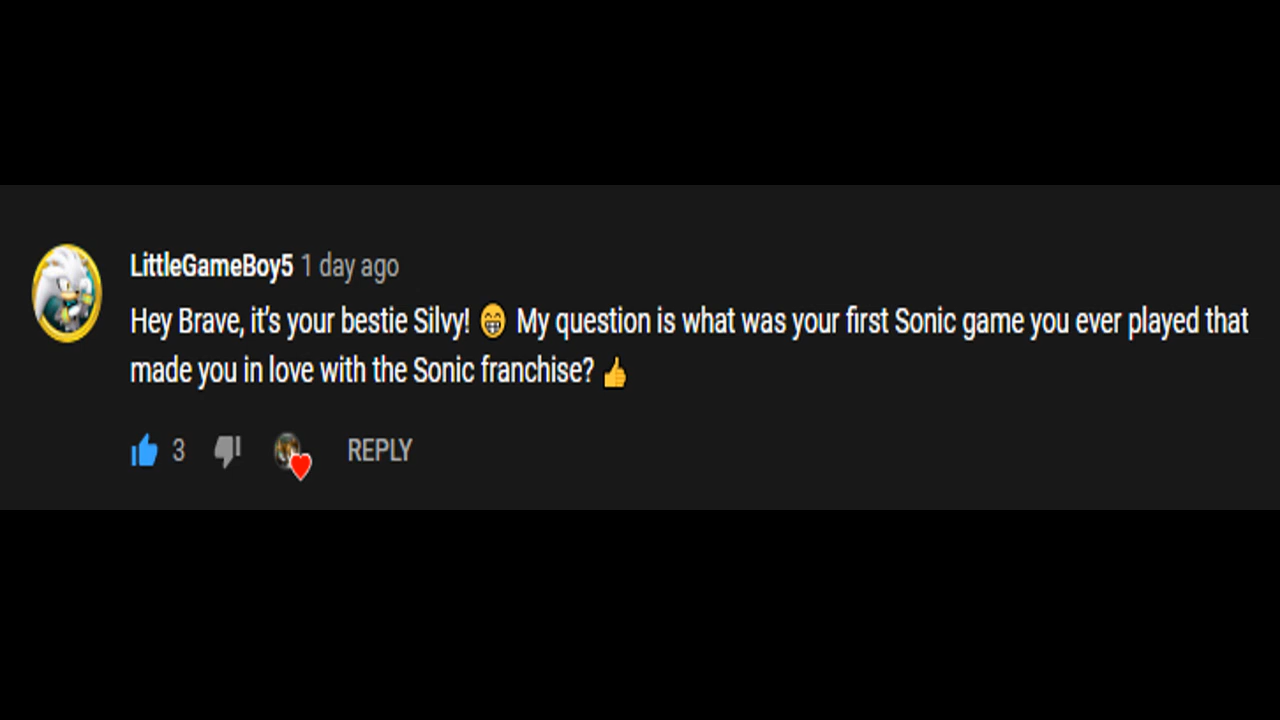 LittleGameBoy5 1 day ago
Hey Brave, it's your bestie Silvy! 😁 My question is what was your first Sonic game you ever played that
made you in love with the Sonic franchise? 👍
3 REPLY